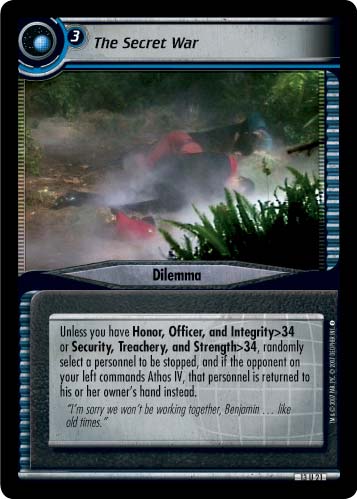 3
The Secret War
Dilemma
Unless you have Honor, Officer, and Integrity>34
or Security, Treachery, and Strength>34, randomly
select a personnel to be stopped, and if the opponent on
your left commands Athos IV, that personnel is returned to
his or her owner's hand instead.
"I'm sorry we won't be working together, Benjamin … like
old times."
13 U 21